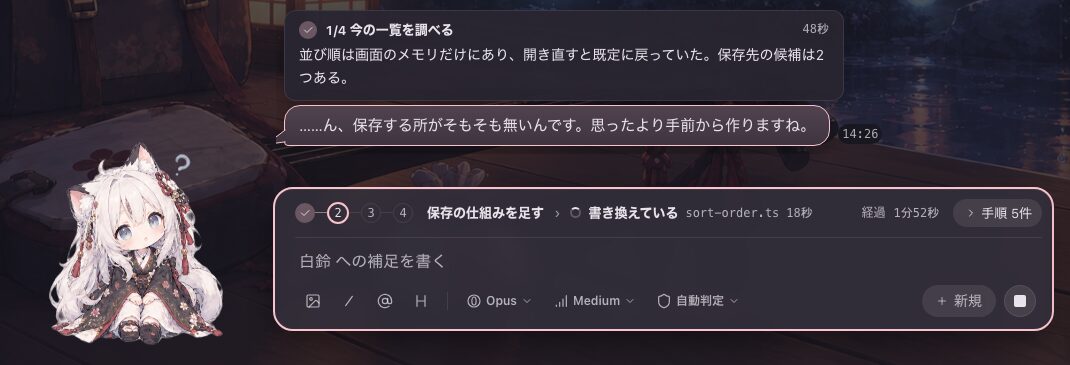 1/4 今の一覧を調べる 48秒
並び順は画面のメモリだけにあり、開き直すと既定に戻っていた。保存先の候補は2
つある。
……ん、保存する所がそもそも無いんです。思ったより手前から作りますね。
14:26
?
2 3 4 保存の仕組みを足す › 書き換えている sort-order.ts 18秒 経過 1分52秒 › 手順 5件
白鈴 への補足を書く
/ @ H Opus Medium 自動判定 + 新規